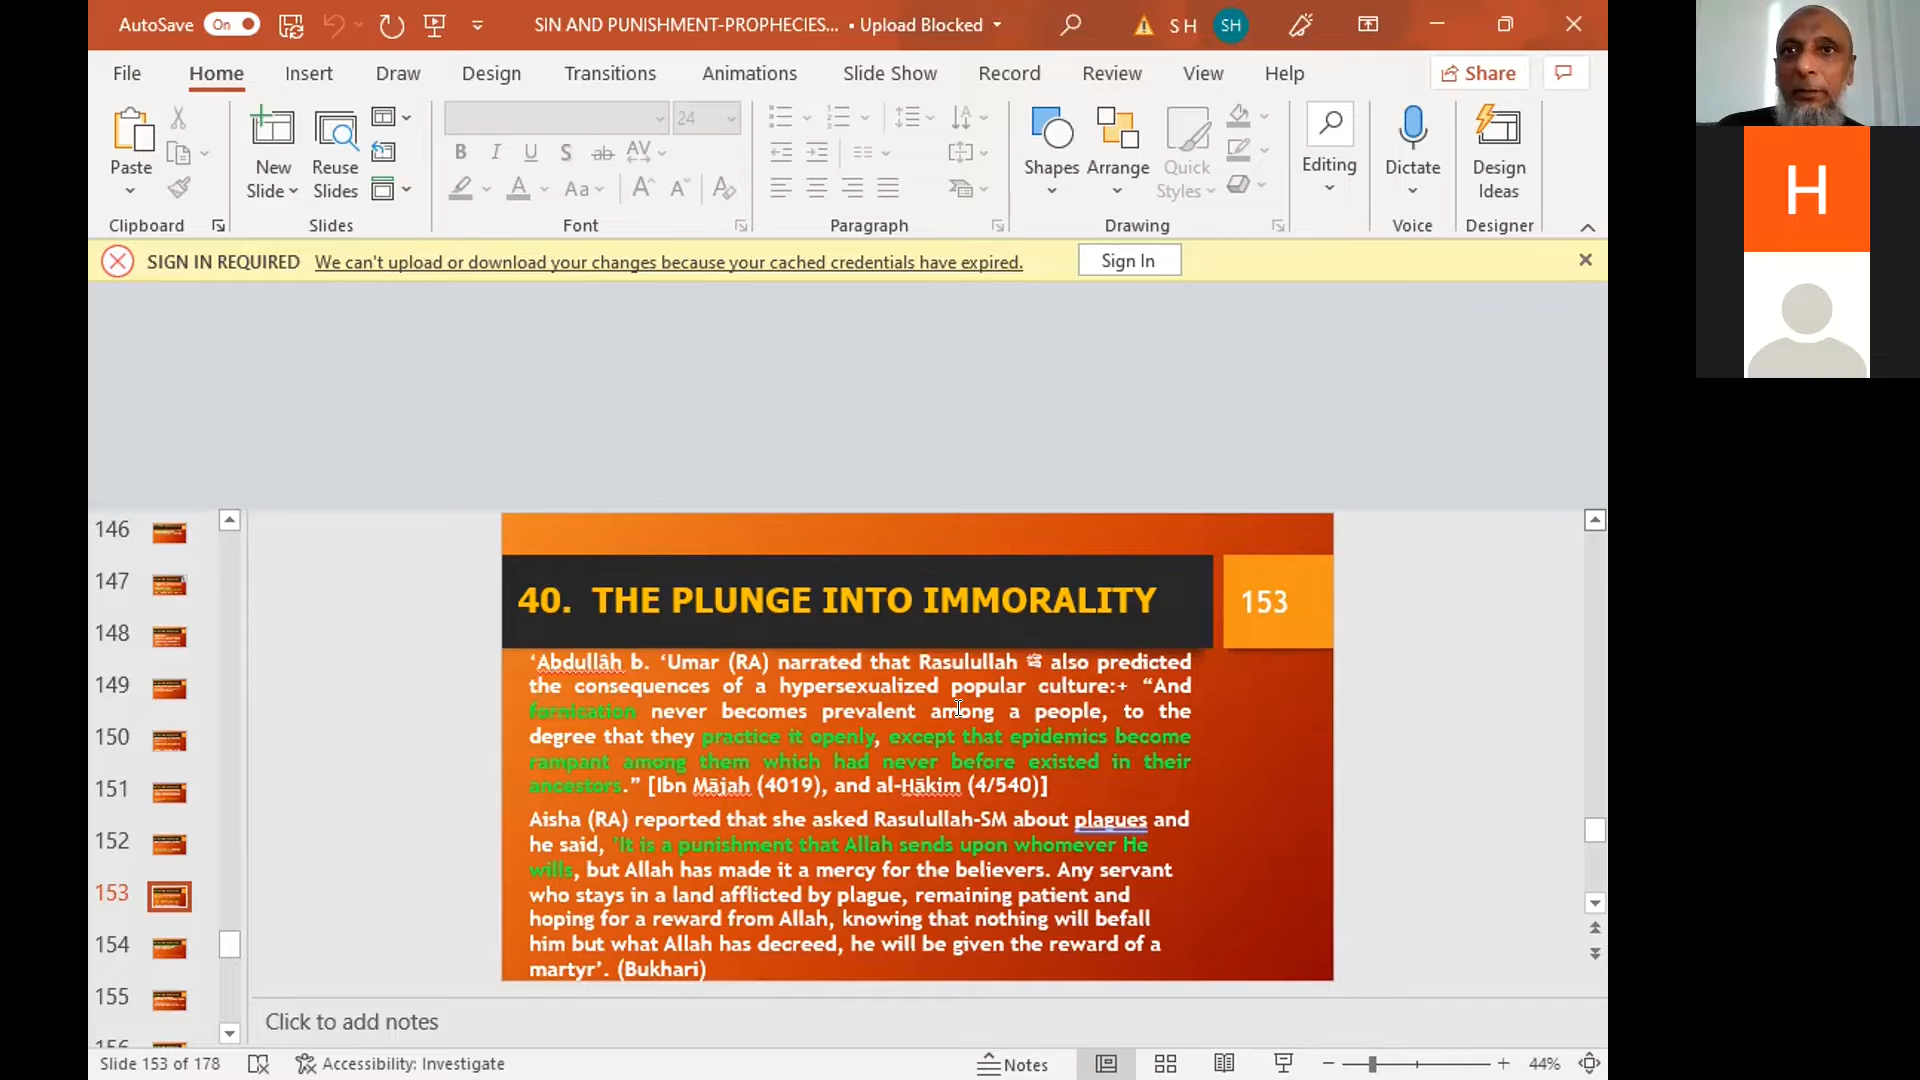 AutoSave On SIN AND PUNISHMENT-PROPHECIES... • Upload Blocked S H SH
File Home Insert Draw Design Transitions Animations Slide Show Record Review View Help Share
24
Paste New Slide Reuse Slides B I U S ab AV Aa A A A Shapes Arrange Quick Styles Editing Dictate Design Ideas
Clipboard Slides Font Paragraph Drawing Voice Designer
SIGN IN REQUIRED We can't upload or download your changes because your cached credentials have expired. Sign In
H
146
147
148
149
150
151
152
153
154
155
156
40. THE PLUNGE INTO IMMORALITY 153
‘Abdullâh b. ‘Umar (RA) narrated that Rasulullah ﷺ also predicted
the consequences of a hypersexualized popular culture:+ “And
fornication never becomes prevalent among a people, to the
degree that they practice it openly, except that epidemics become
rampant among them which had never before existed in their
ancestors.” [Ibn Mājah (4019), and al-Ḥākim (4/540)]
Aisha (RA) reported that she asked Rasulullah-SM about plagues and
he said, ‘It is a punishment that Allah sends upon whomever He
wills, but Allah has made it a mercy for the believers. Any servant
who stays in a land afflicted by plague, remaining patient and
hoping for a reward from Allah, knowing that nothing will befall
him but what Allah has decreed, he will be given the reward of a
martyr’. (Bukhari)
Click to add notes
Slide 153 of 178 Accessibility: Investigate Notes 44%